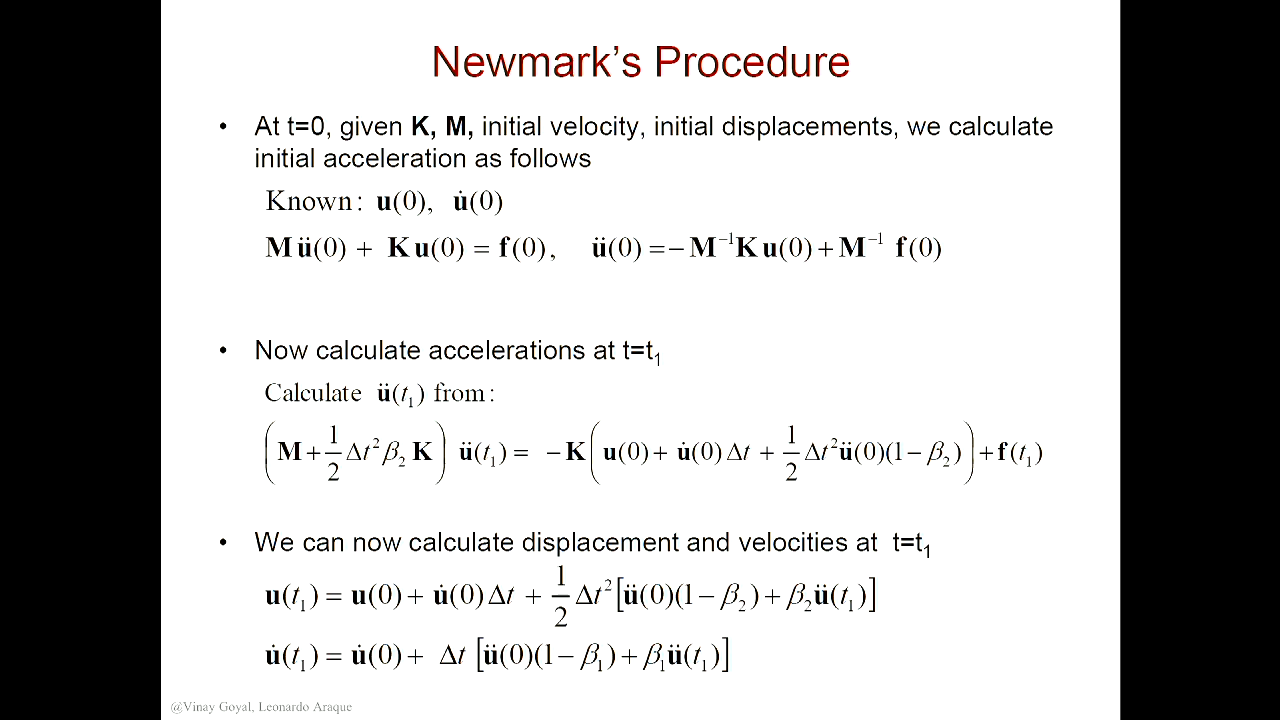 Newmark's Procedure
• At t=0, given K, M, initial velocity, initial displacements, we calculate
initial acceleration as follows
Known: u(0), u̇(0)
M ü(0) + K u(0) = f(0), ü(0) = − M⁻¹K u(0) + M⁻¹ f(0)
• Now calculate accelerations at t=t₁
Calculate ü(t₁) from:
(M + 1/2 Δt² β₂ K) ü(t₁) = −K (u(0) + u̇(0) Δt + 1/2 Δt² ü(0)(1 − β₂)) + f(t₁)
• We can now calculate displacement and velocities at t=t₁
u(t₁) = u(0) + u̇(0) Δt + 1/2 Δt² [ü(0)(1 − β₂) + β₂ü(t₁)]
u̇(t₁) = u̇(0) + Δt [ü(0)(1 − β₁) + β₁ü(t₁)]
@Vinay Goyal, Leonardo Araque